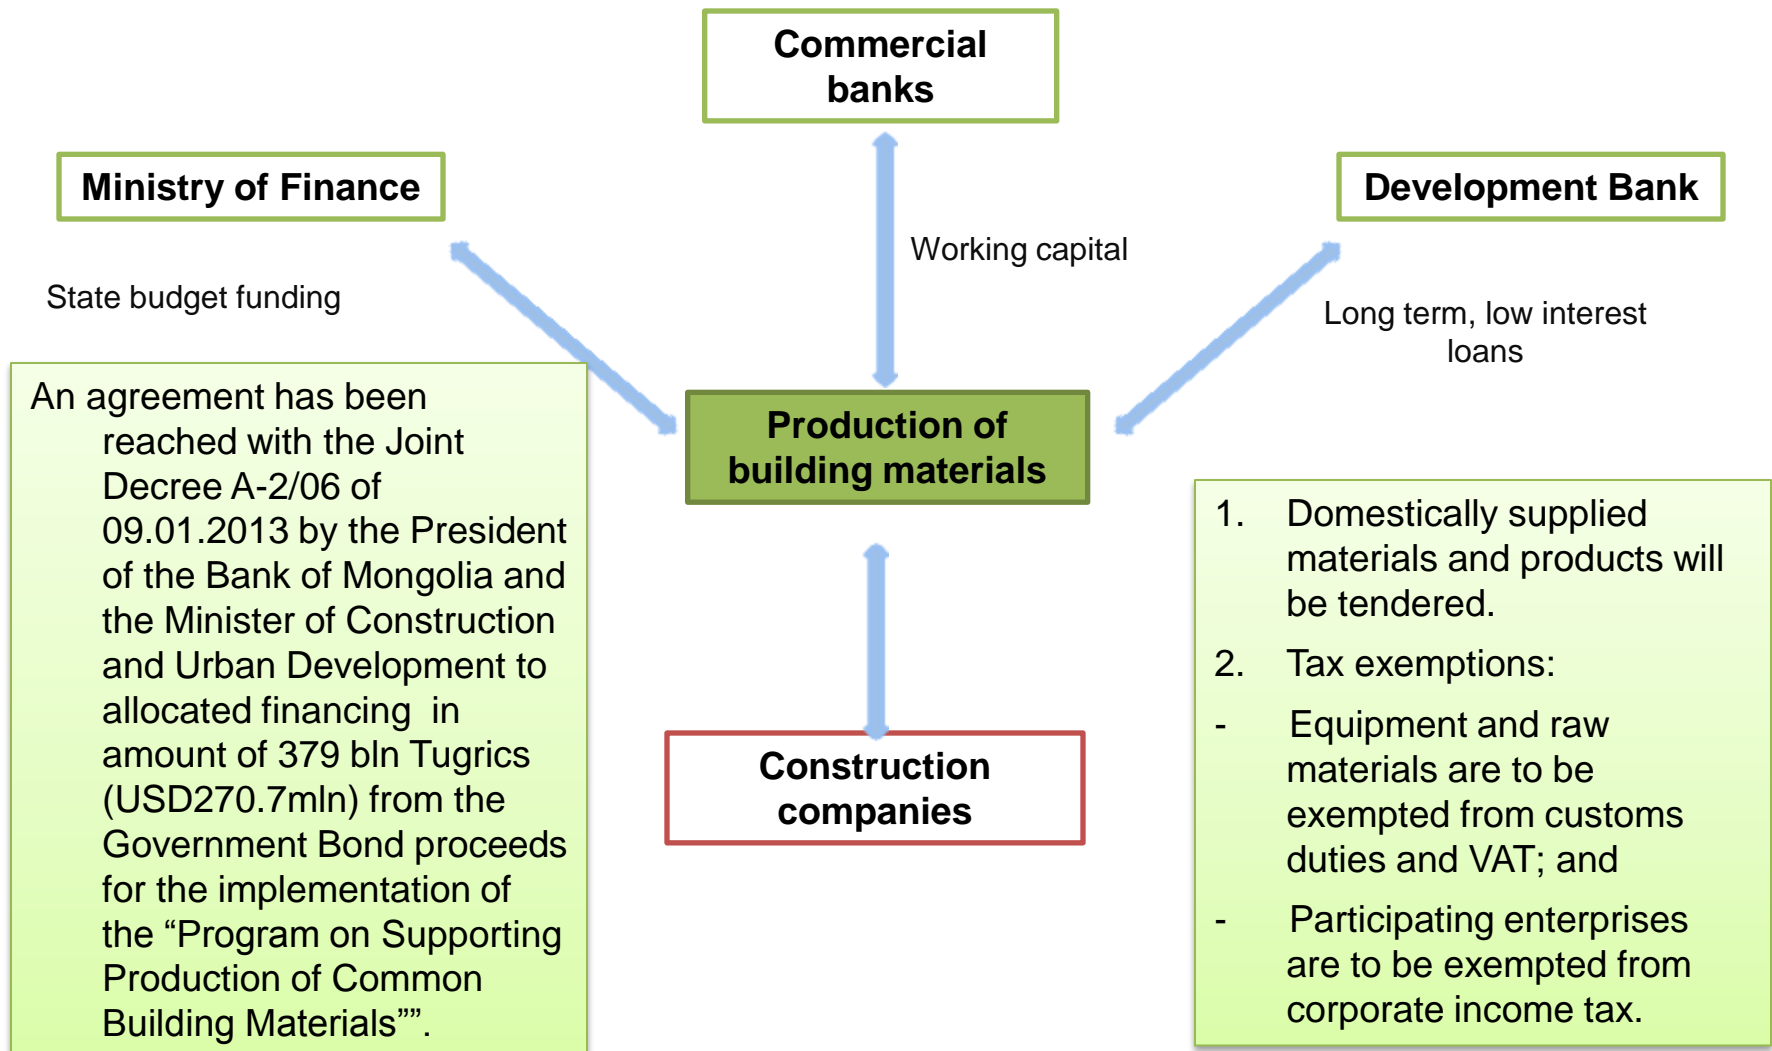 Commercial
banks
Ministry of Finance
Development Bank
Working capital
State budget funding
Long term, low interest
loans
An agreement has been
reached with the Joint
Decree A-2/06 of
09.01.2013 by the President
of the Bank of Mongolia and
the Minister of Construction
and Urban Development to
allocated financing in
amount of 379 bln Tugrics
(USD270.7mln) from the
Government Bond proceeds
for the implementation of
the “Program on Supporting
Production of Common
Building Materials””.
Production of
building materials
Construction
companies
1. Domestically supplied
materials and products will
be tendered.
2. Tax exemptions:
- Equipment and raw
materials are to be
exempted from customs
duties and VAT; and
- Participating enterprises
are to be exempted from
corporate income tax.